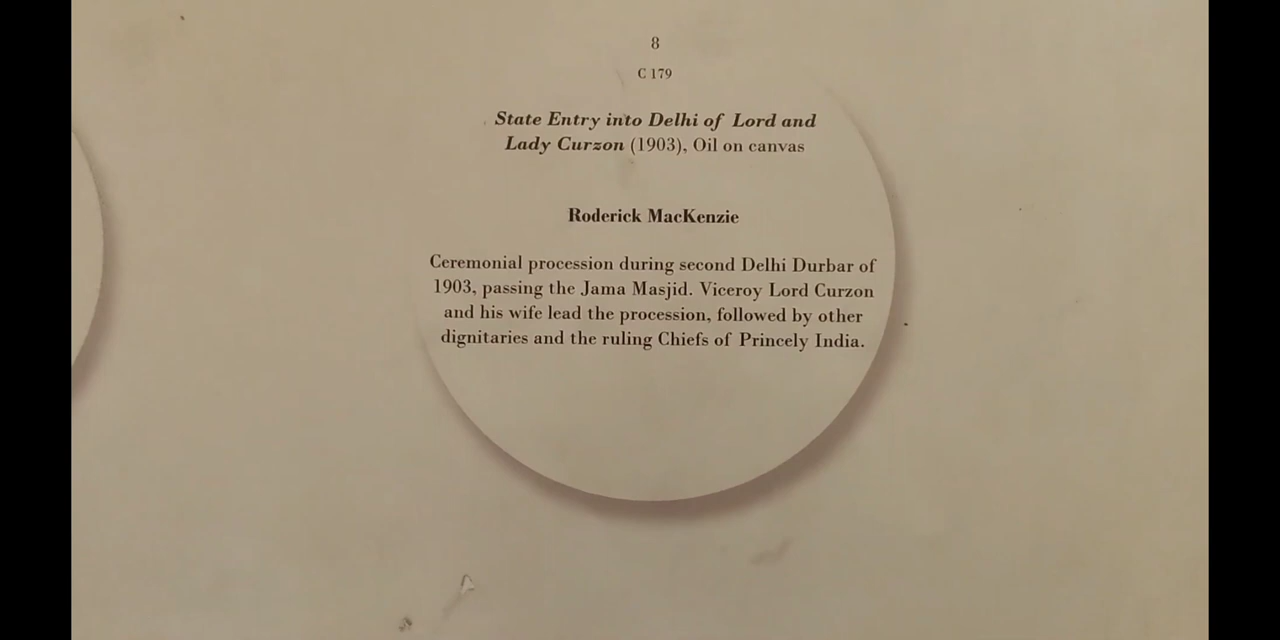 8
C 179
State Entry into Delhi of Lord and
Lady Curzon (1903), Oil on canvas
Roderick MacKenzie
Ceremonial procession during second Delhi Durbar of
1903, passing the Jama Masjid. Viceroy Lord Curzon
and his wife lead the procession, followed by other
dignitaries and the ruling Chiefs of Princely India.